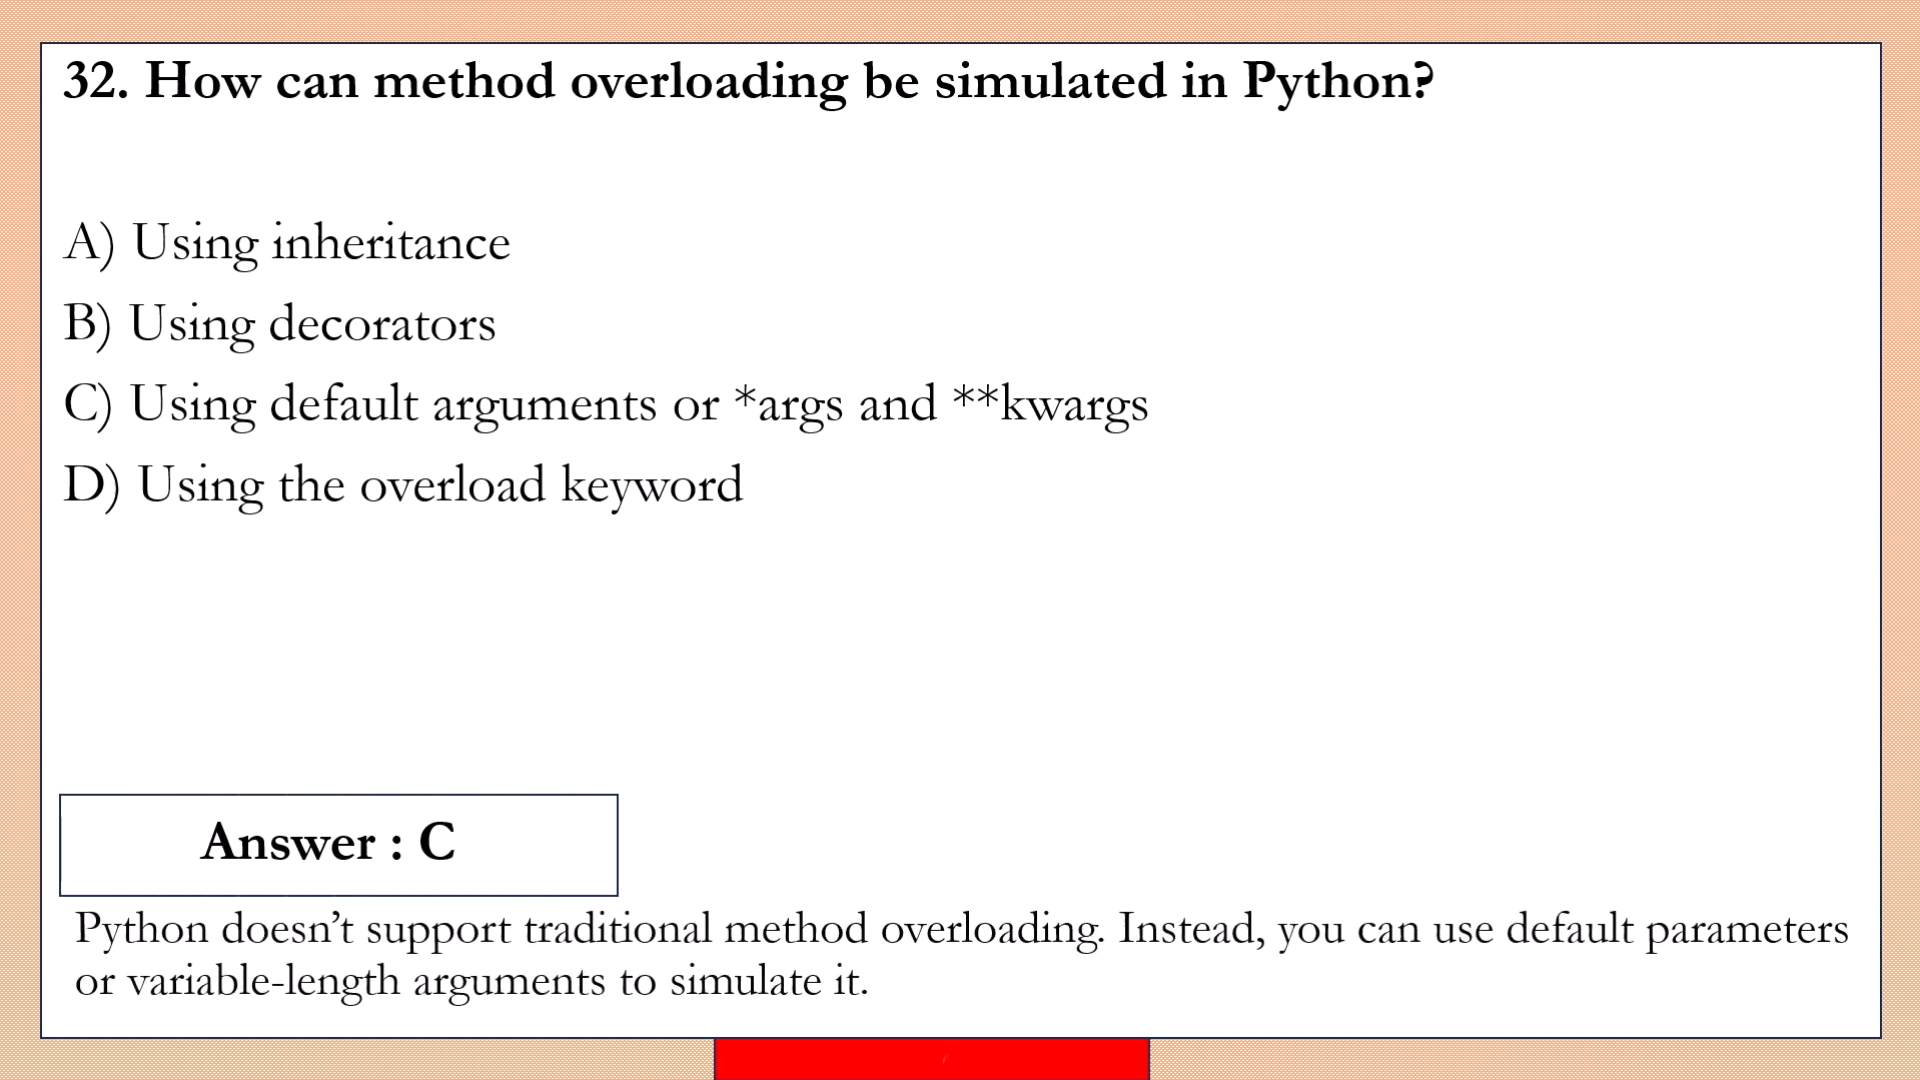 32. How can method overloading be simulated in Python?
A) Using inheritance
B) Using decorators
C) Using default arguments or *args and **kwargs
D) Using the overload keyword
Answer : C
Python doesn’t support traditional method overloading. Instead, you can use default parameters
or variable-length arguments to simulate it.